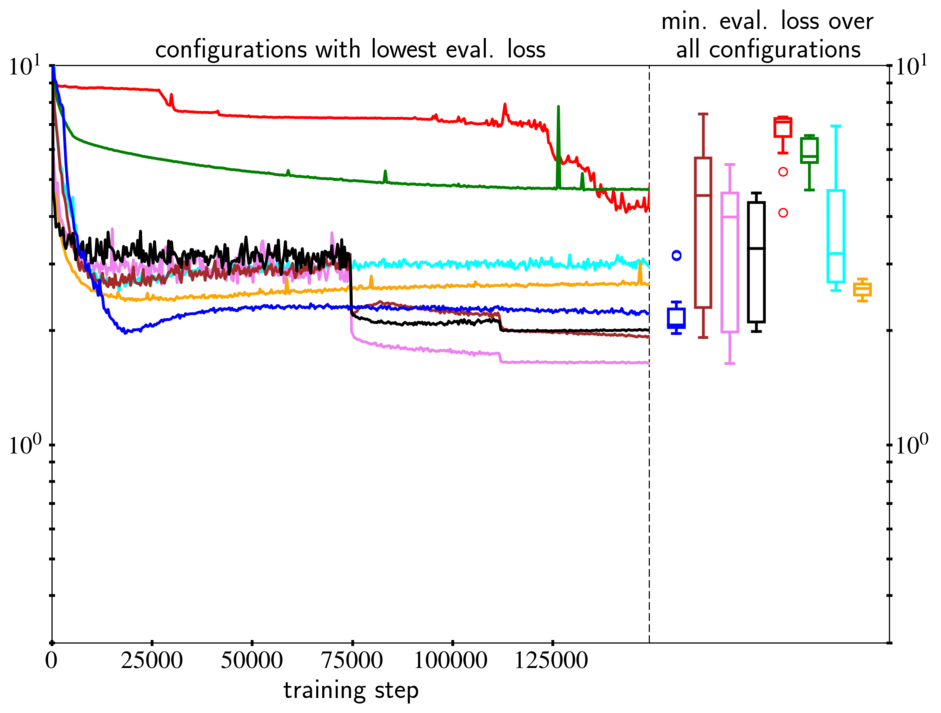 min. eval. loss over
configurations with lowest eval. loss
all configurations
10¹
10¹
10⁰
10⁰
0
25000
50000
75000
100000
125000
training step